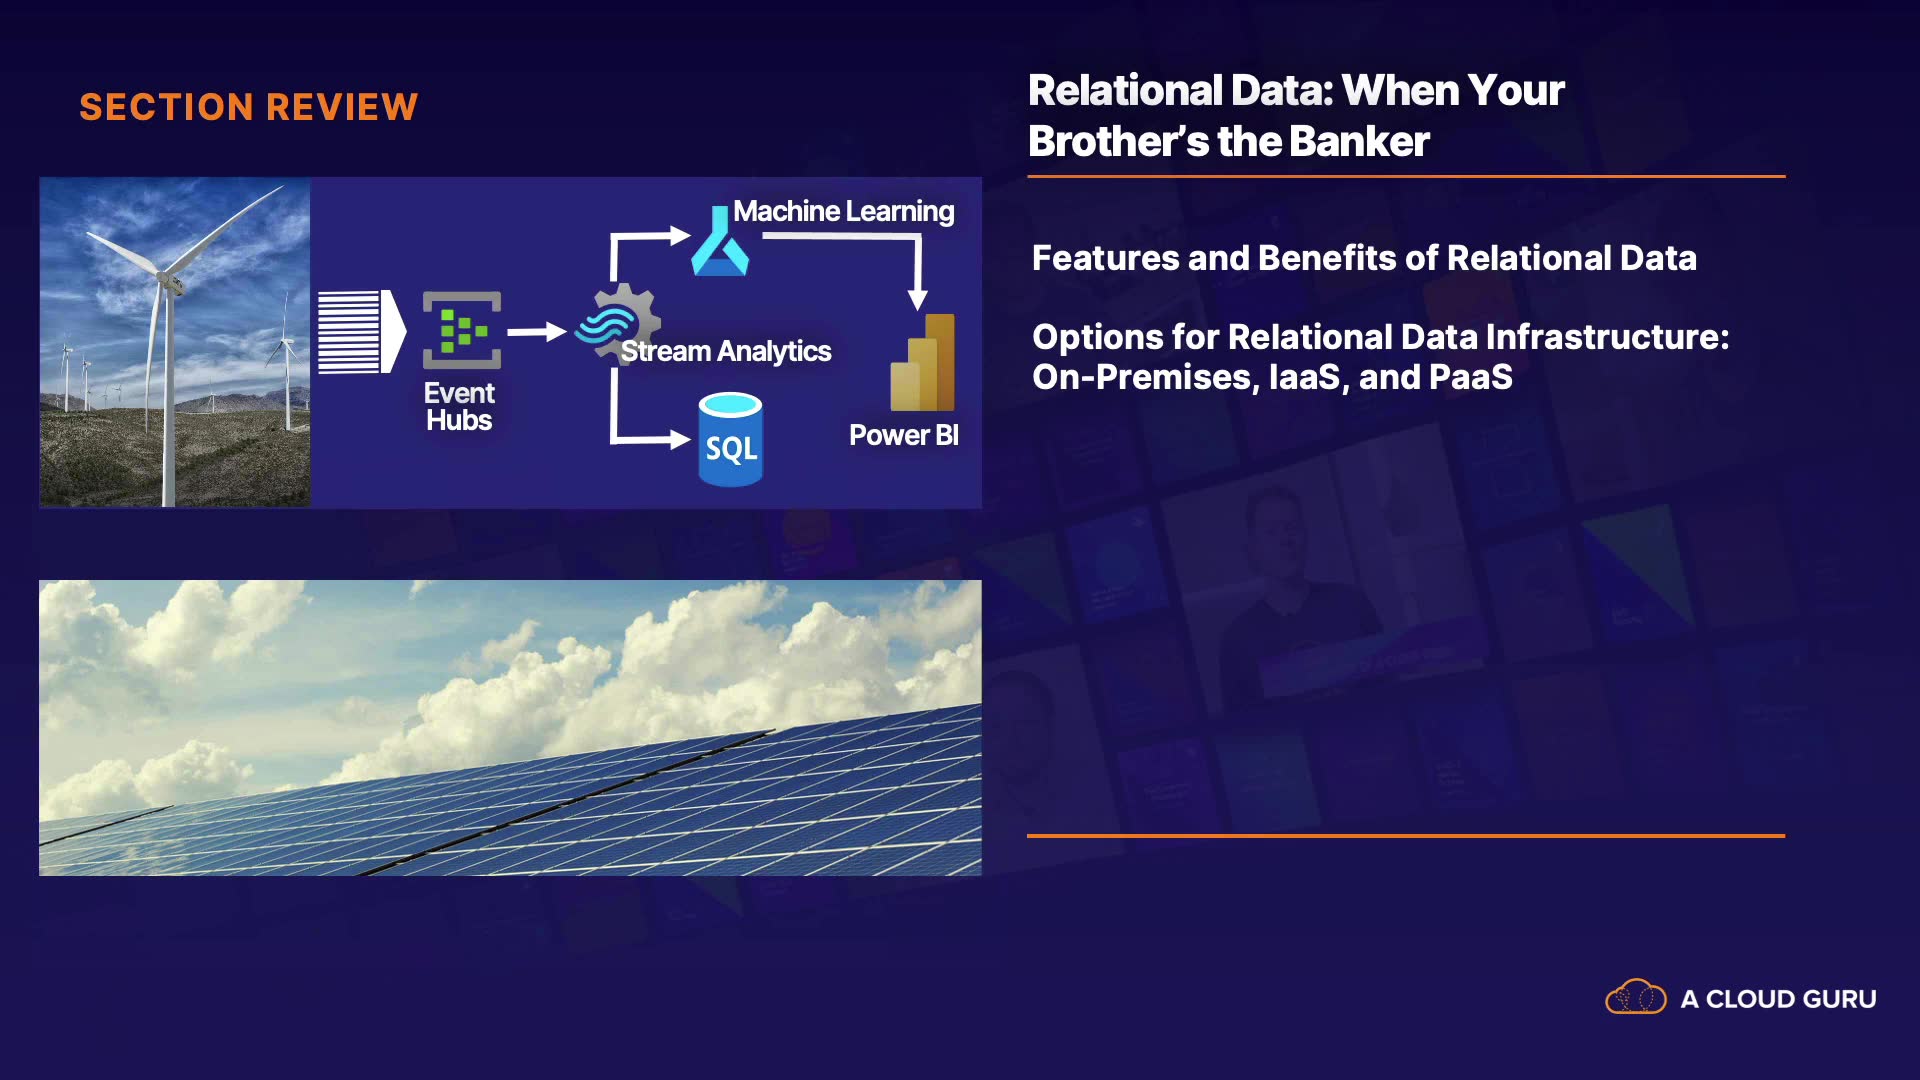 SECTION REVIEW
Machine Learning
Stream Analytics
Event
Hubs
SQL
Power BI
Relational Data: When Your
Brother's the Banker
Features and Benefits of Relational Data
Options for Relational Data Infrastructure:
On-Premises, IaaS, and PaaS
A CLOUD GURU